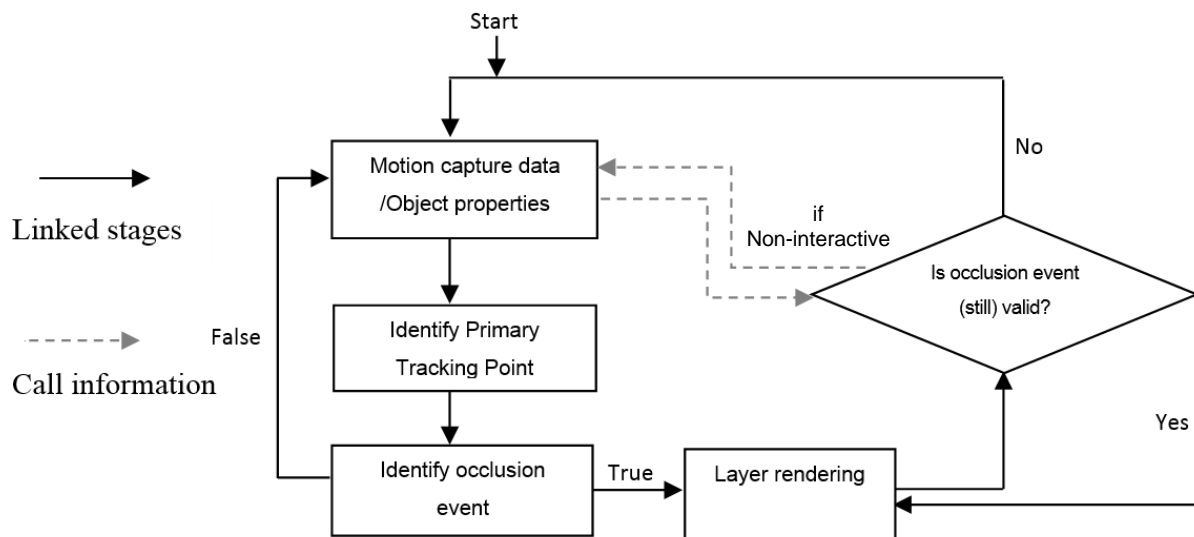 Start
No
Motion capture data
/Object properties
Linked stages
if
Non-interactive
Is occlusion event
(still) valid?
Identify Primary
Tracking Point
False
Call information
Yes
Identify occlusion
event
True
Layer rendering